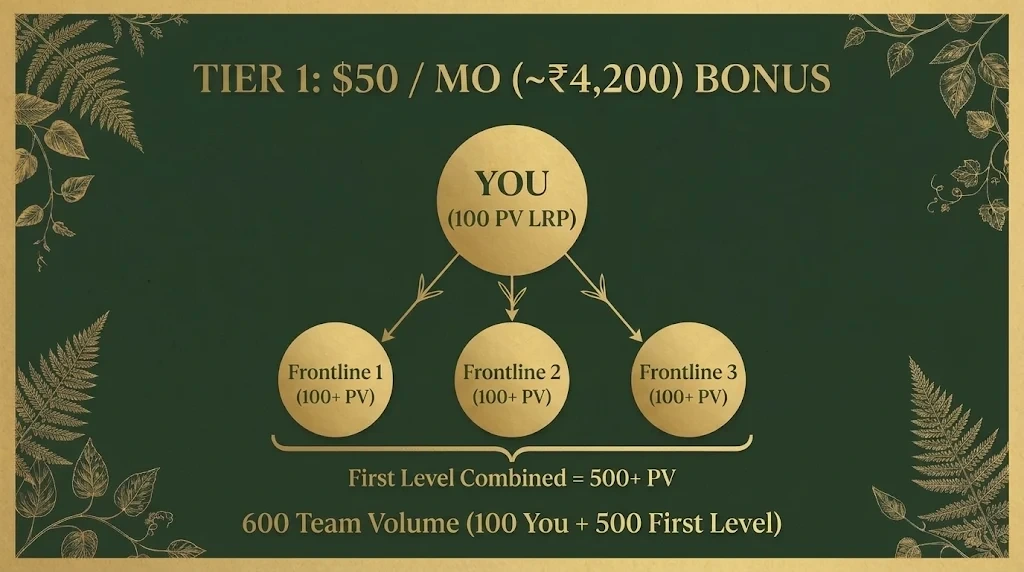 TIER 1: $50 / MO (~₹4,200) BONUS
YOU
(100 PV LRP)
Frontline 1
(100+ PV)
Frontline 2
(100+ PV)
Frontline 3
(100+ PV)
First Level Combined = 500+ PV
600 Team Volume (100 You + 500 First Level)